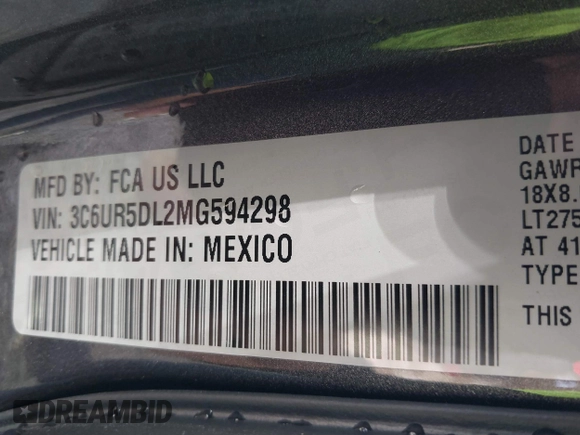 MFD BY: FCA US LLC
VIN: 3C6UR5DL2MG594298
VEHICLE MADE IN: MEXICO
DATE
GAWR
18X8.
LT275
AT 41
TYPE
THIS
DREAMBID